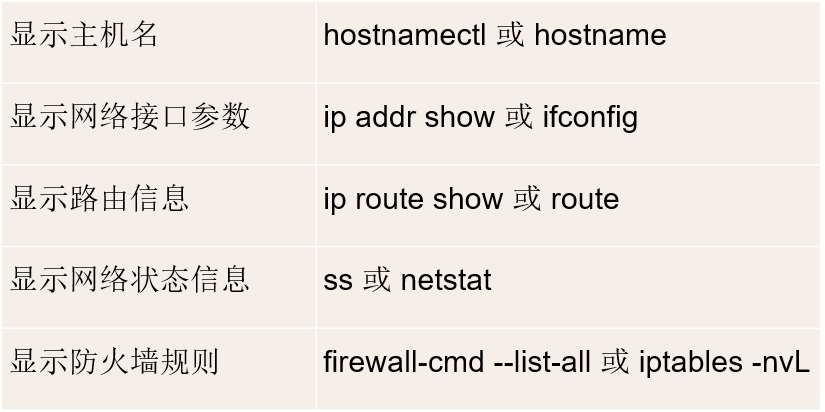 显示主机名 hostnamectl 或 hostname
显示网络接口参数 ip addr show 或 ifconfig
显示路由信息 ip route show 或 route
显示网络状态信息 ss 或 netstat
显示防火墙规则 firewall-cmd --list-all 或 iptables -nvL